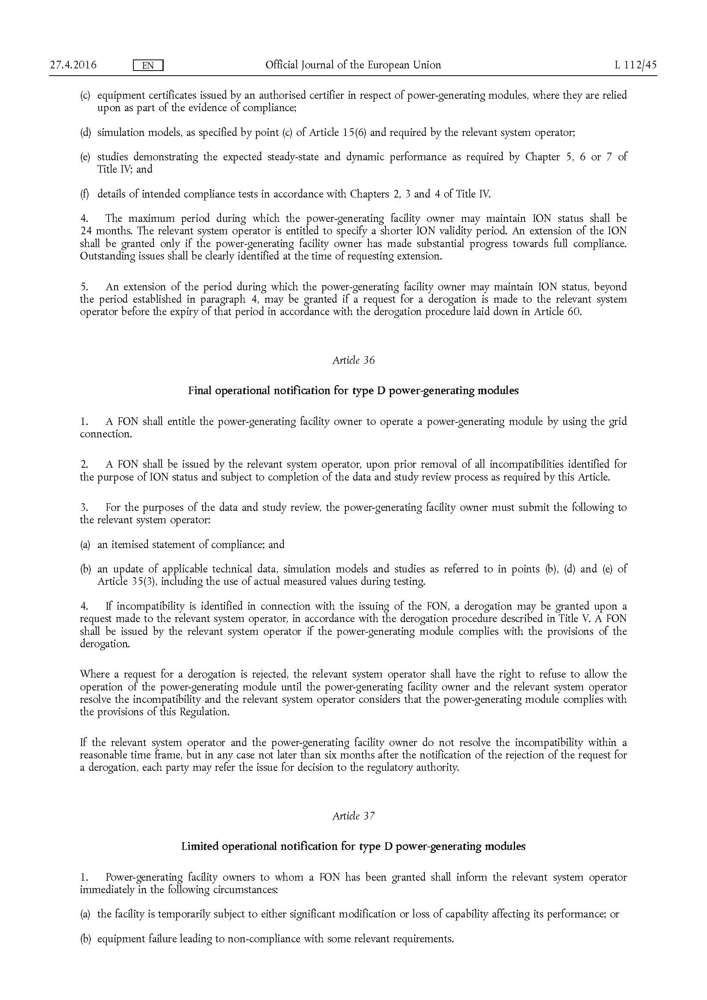 27.4.2016 EN Official Journal of the European Union L 112/45
(c) equipment certificates issued by an authorised certifier in respect of power-generating modules, where they are relied
upon as part of the evidence of compliance;
(d) simulation models, as specified by point (c) of Article 15(6) and required by the relevant system operator;
(e) studies demonstrating the expected steady-state and dynamic performance as required by Chapter 5, 6 or 7 of
Title IV; and
(f) details of intended compliance tests in accordance with Chapters 2, 3 and 4 of Title IV.
4. The maximum period during which the power-generating facility owner may maintain ION status shall be
24 months. The relevant system operator is entitled to specify a shorter ION validity period. An extension of the ION
shall be granted only if the power-generating facility owner has made substantial progress towards full compliance.
Outstanding issues shall be clearly identified at the time of requesting extension.
5. An extension of the period during which the power-generating facility owner may maintain ION status, beyond
the period established in paragraph 4, may be granted if a request for a derogation is made to the relevant system
operator before the expiry of that period in accordance with the derogation procedure laid down in Article 60.
Article 36
Final operational notification for type D power-generating modules
1. A FON shall entitle the power-generating facility owner to operate a power-generating module by using the grid
connection.
2. A FON shall be issued by the relevant system operator, upon prior removal of all incompatibilities identified for
the purpose of ION status and subject to completion of the data and study review process as required by this Article.
3. For the purposes of the data and study review, the power-generating facility owner must submit the following to
the relevant system operator:
(a) an itemised statement of compliance; and
(b) an update of applicable technical data, simulation models and studies as referred to in points (b), (d) and (e) of
Article 35(3), including the use of actual measured values during testing.
4. If incompatibility is identified in connection with the issuing of the FON, a derogation may be granted upon a
request made to the relevant system operator, in accordance with the derogation procedure described in Title V. A FON
shall be issued by the relevant system operator if the power-generating module complies with the provisions of the
derogation.
Where a request for a derogation is rejected, the relevant system operator shall have the right to refuse to allow the
operation of the power-generating module until the power-generating facility owner and the relevant system operator
resolve the incompatibility and the relevant system operator considers that the power-generating module complies with
the provisions of this Regulation.
If the relevant system operator and the power-generating facility owner do not resolve the incompatibility within a
reasonable time frame, but in any case not later than six months after the notification of the rejection of the request for
a derogation, each party may refer the issue for decision to the regulatory authority.
Article 37
Limited operational notification for type D power-generating modules
1. Power-generating facility owners to whom a FON has been granted shall inform the relevant system operator
immediately in the following circumstances:
(a) the facility is temporarily subject to either significant modification or loss of capability affecting its performance; or
(b) equipment failure leading to non-compliance with some relevant requirements.